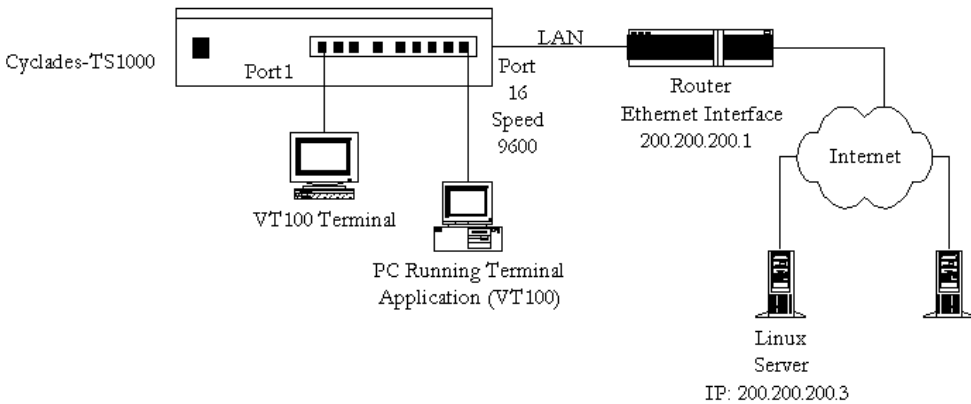 Cyclades-TS1000
Port1
LAN
Port
16
Speed
9600
Router
Ethernet Interface
200.200.200.1
Internet
VT100 Terminal
PC Running Terminal
Application (VT100)
Linux
Server
IP: 200.200.200.3